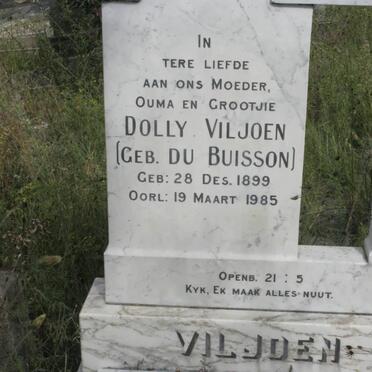 IN
TERE LIEFDE
AAN ONS MOEDER,
OUMA EN GROOTJIE
DOLLY VILJOEN
(GEB. DU BUISSON)
GEB: 28 DES. 1899
OORL: 19 MAART 1985
OPENB. 21 : 5
KYK, EK MAAK ALLES NUUT.
VILJOEN